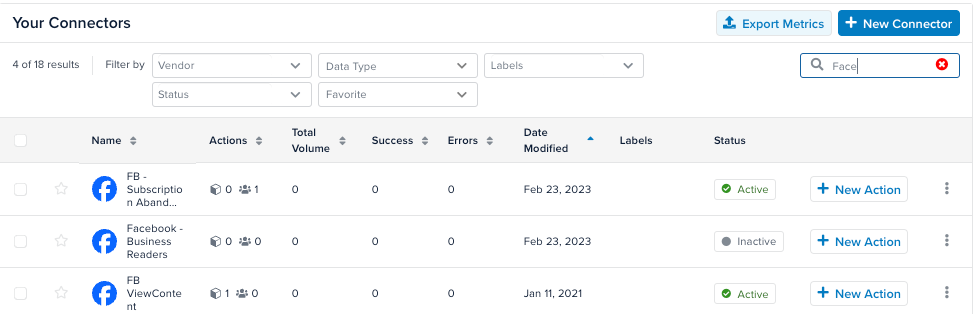 Your Connectors
Export Metrics
+ New Connector
4 of 18 results
Filter by
Vendor
Data Type
Labels
Face
Status
Favorite
Name
Actions
Total
Volume
Success
Errors
Date
Modified
Labels
Status
FB -
Subscriptio
n Aband...
0 1
0
0
0
Feb 23, 2023
Active
+ New Action
Facebook -
Business
Readers
0 0
0
0
0
Feb 23, 2023
Inactive
+ New Action
FB
ViewConte
nt
1 0
0
0
0
Jan 11, 2021
Active
+ New Action